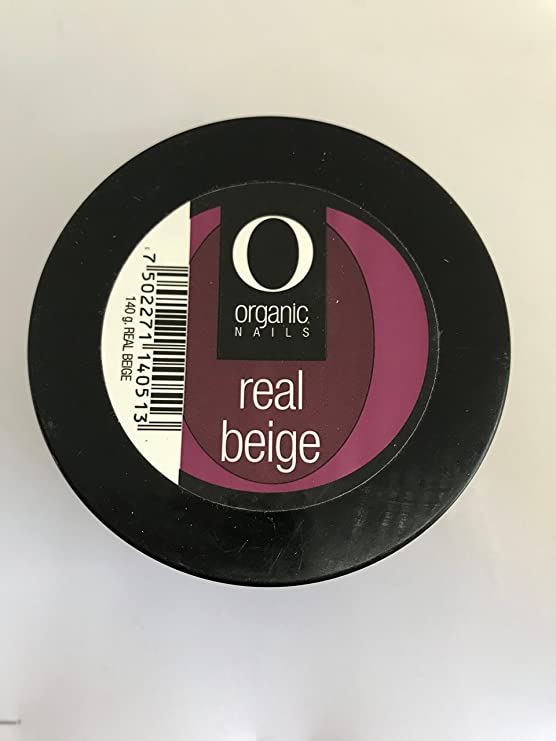 O
organic
NAILS
real
beige
7 502271 140513
140 g. REAL BEIGE